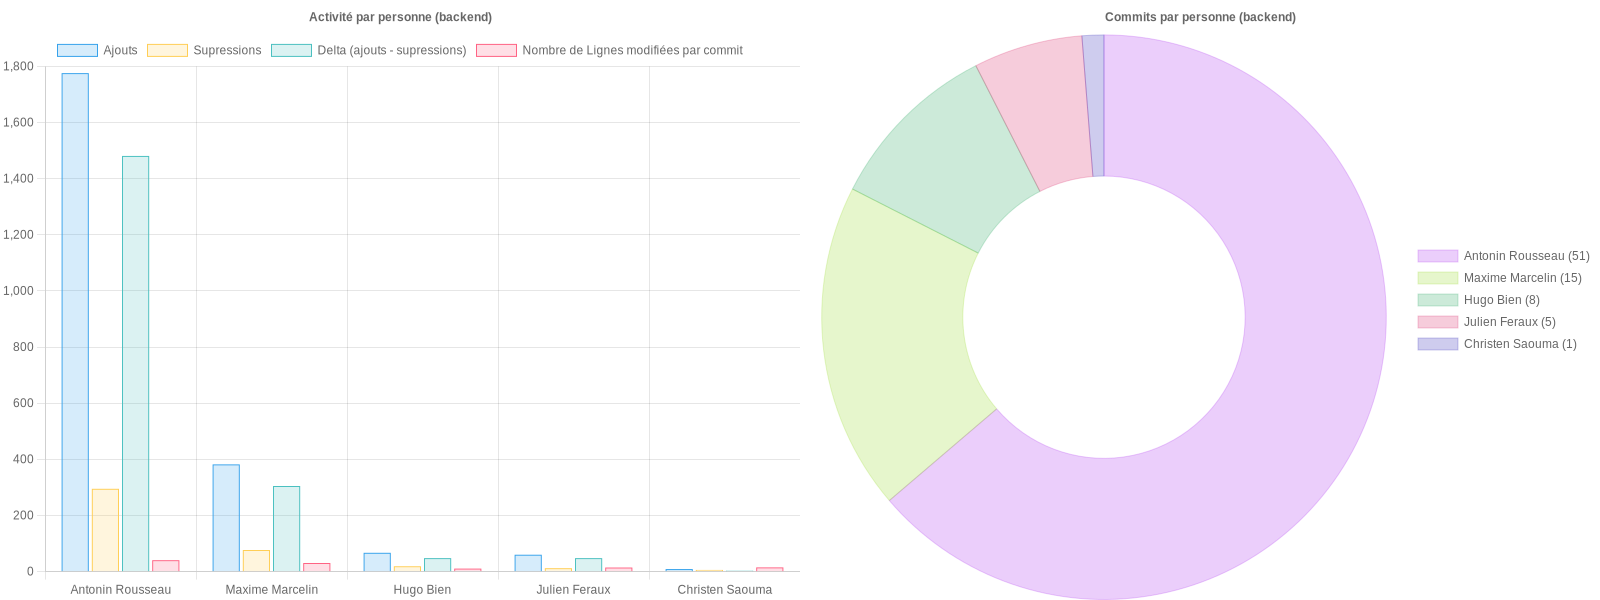 Activité par personne (backend)
Ajouts Supressions Delta (ajouts - supressions) Nombre de Lignes modifiées par commit
1,800
1,600
1,400
1,200
1,000
800
600
400
200
0
Antonin Rousseau Maxime Marcelin Hugo Bien Julien Feraux Christen Saouma
Commits par personne (backend)
Antonin Rousseau (51)
Maxime Marcelin (15)
Hugo Bien (8)
Julien Feraux (5)
Christen Saouma (1)